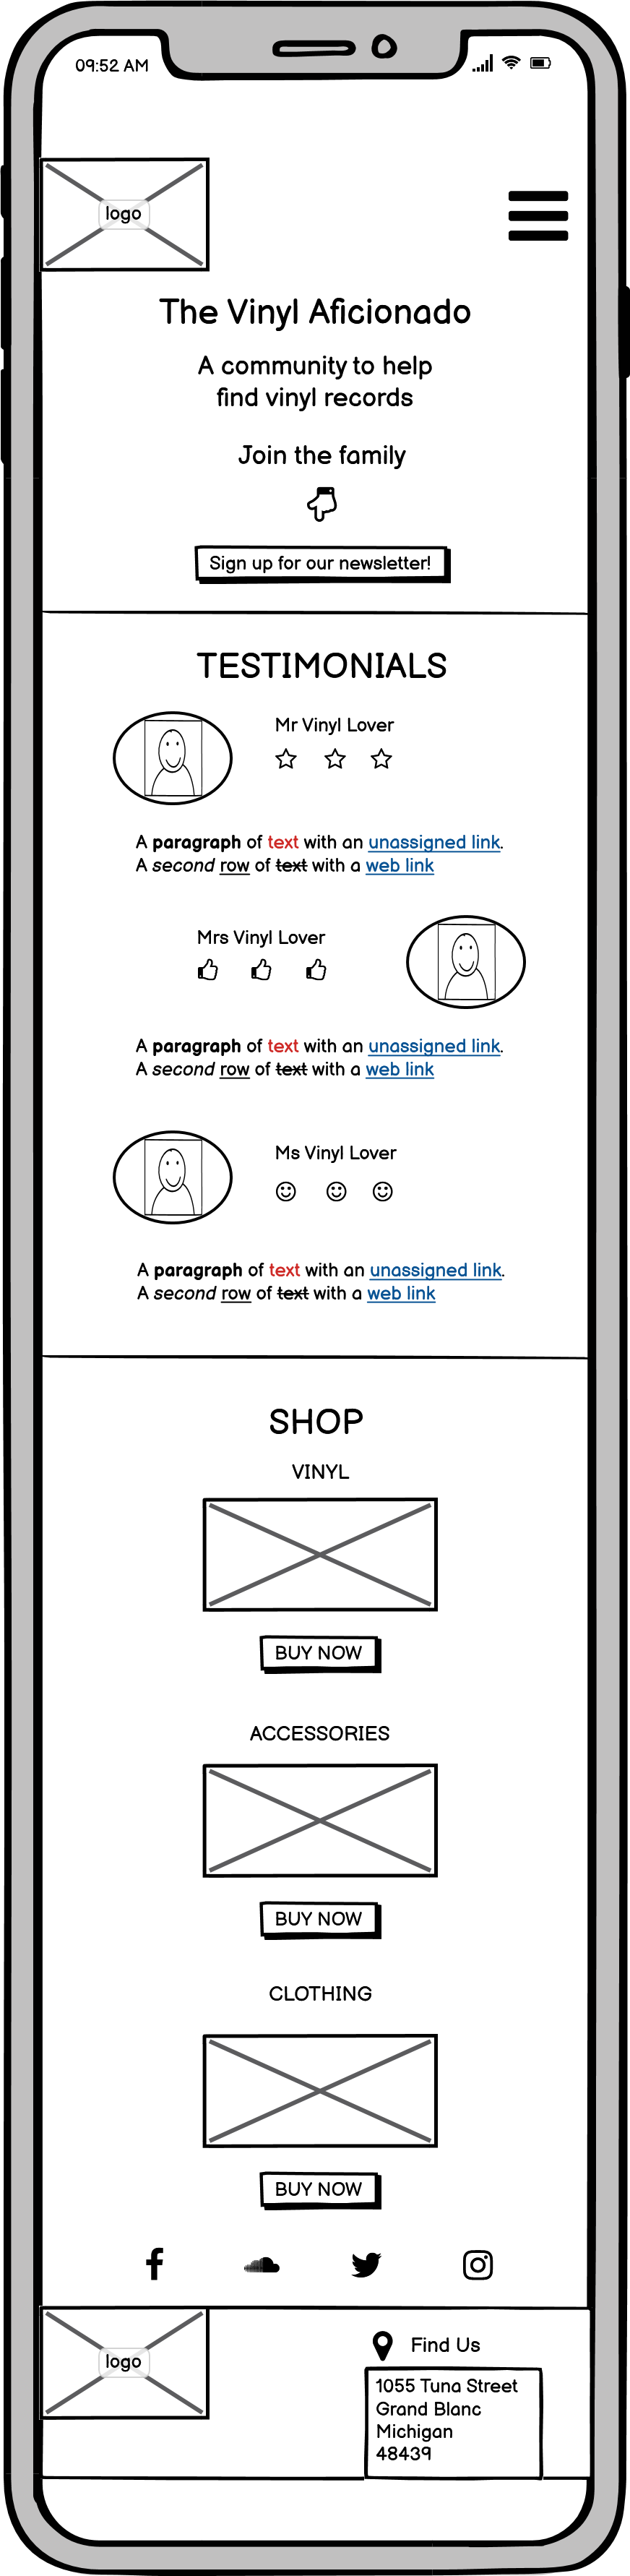 09:52 AM
logo
The Vinyl Aficionado
A community to help
find vinyl records
Join the family
Sign up for our newsletter!
TESTIMONIALS
Mr Vinyl Lover
A paragraph of text with an unassigned link.
A second row of text with a web link
Mrs Vinyl Lover
A paragraph of text with an unassigned link.
A second row of text with a web link
Ms Vinyl Lover
A paragraph of text with an unassigned link.
A second row of text with a web link
SHOP
VINYL
BUY NOW
ACCESSORIES
BUY NOW
CLOTHING
BUY NOW
logo
Find Us
1055 Tuna Street
Grand Blanc
Michigan
48439